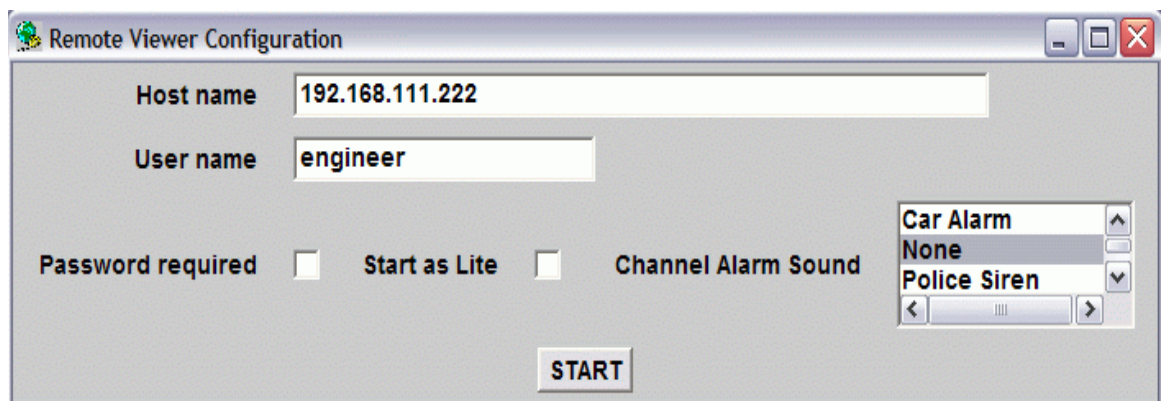 Remote Viewer Configuration
Host name 192.168.111.222
User name engineer
Car Alarm
None
Password required Start as Lite Channel Alarm Sound
Police Siren
START